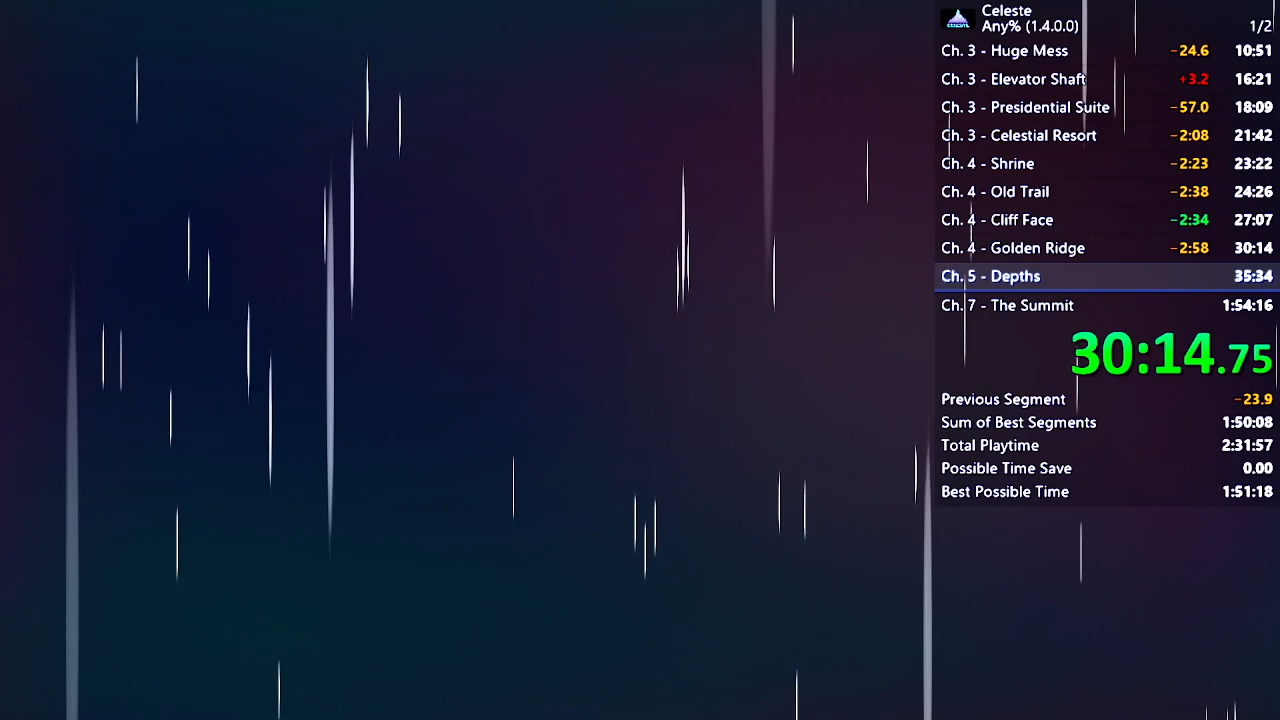 Celeste
Any% (1.4.0.0) 1/2
Ch. 3 - Huge Mess -24.6 10:51
Ch. 3 - Elevator Shaft +3.2 16:21
Ch. 3 - Presidential Suite -57.0 18:09
Ch. 3 - Celestial Resort -2:08 21:42
Ch. 4 - Shrine -2:23 23:22
Ch. 4 - Old Trail -2:38 24:26
Ch. 4 - Cliff Face -2:34 27:07
Ch. 4 - Golden Ridge -2:58 30:14
Ch. 5 - Depths 35:34
Ch. 7 - The Summit 1:54:16
30:14.75
Previous Segment -23.9
Sum of Best Segments 1:50:08
Total Playtime 2:31:57
Possible Time Save 0.00
Best Possible Time 1:51:18